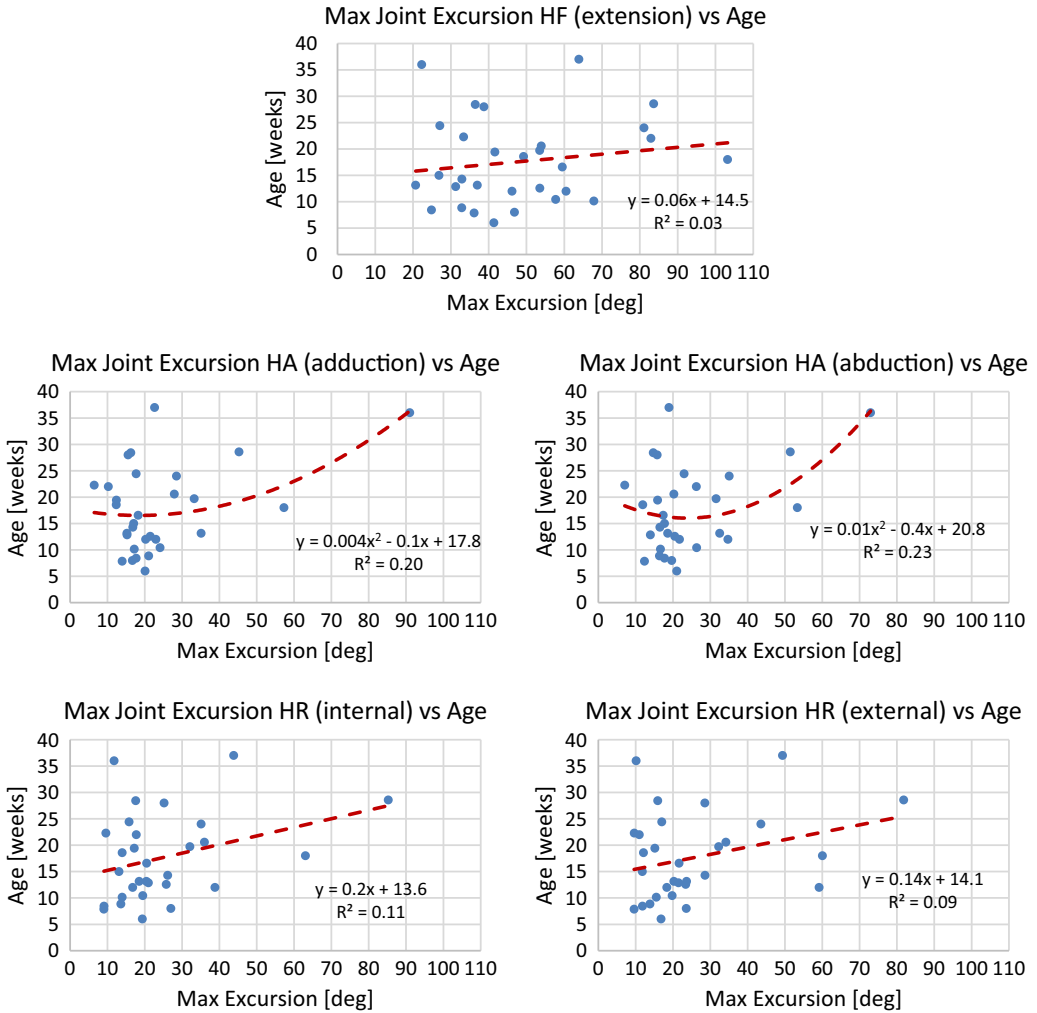 Max Joint Excursion HF (extension) vs Age
40
35
30
25
20
15
10
5
0
Age [weeks]
y = 0.06x + 14.5
R² = 0.03
0 10 20 30 40 50 60 70 80 90 100 110
Max Excursion [deg]
Max Joint Excursion HA (adduction) vs Age
40
35
30
25
20
15
10
5
0
Age [weeks]
y = 0.004x² - 0.1x + 17.8
R² = 0.20
0 10 20 30 40 50 60 70 80 90 100 110
Max Excursion [deg]
Max Joint Excursion HA (abduction) vs Age
40
35
30
25
20
15
10
5
0
Age [weeks]
y = 0.01x² - 0.4x + 20.8
R² = 0.23
0 10 20 30 40 50 60 70 80 90 100 110
Max Excursion [deg]
Max Joint Excursion HR (internal) vs Age
40
35
30
25
20
15
10
5
0
Age [weeks]
y = 0.2x + 13.6
R² = 0.11
0 10 20 30 40 50 60 70 80 90 100 110
Max Excursion [deg]
Max Joint Excursion HR (external) vs Age
40
35
30
25
20
15
10
5
0
Age [weeks]
y = 0.14x + 14.1
R² = 0.09
0 10 20 30 40 50 60 70 80 90 100 110
Max Excursion [deg]